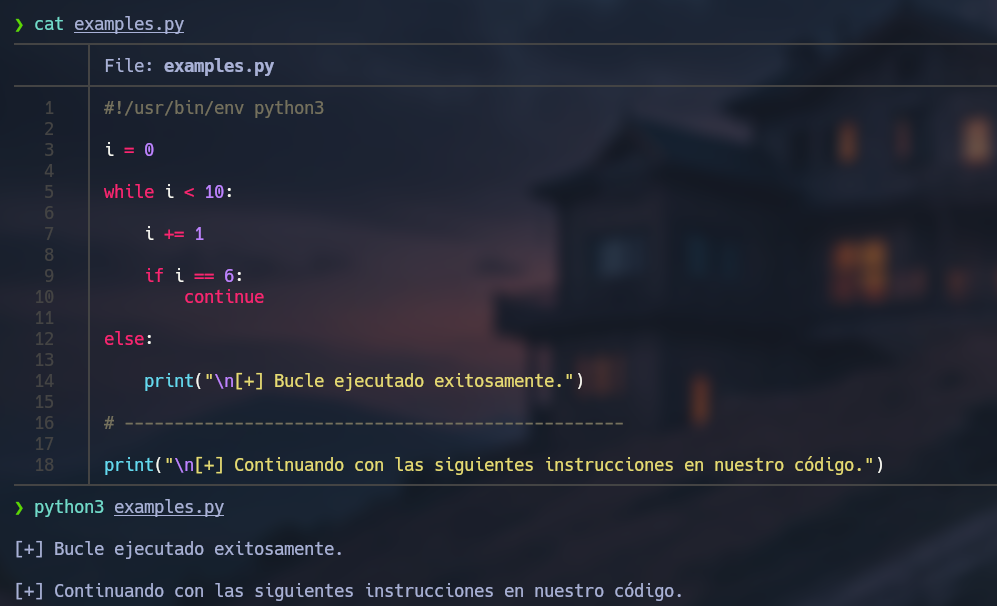 ❯ cat examples.py
File: examples.py
1 #!/usr/bin/env python3
2
3 i = 0
4
5 while i < 10:
6
7     i += 1
8
9     if i == 6:
10         continue
11
12 else:
13
14     print("\n[+] Bucle ejecutado exitosamente.")
15
16 # --------------------------------------------------
17
18 print("\n[+] Continuando con las siguientes instrucciones en nuestro código.")
❯ python3 examples.py
[+] Bucle ejecutado exitosamente.
[+] Continuando con las siguientes instrucciones en nuestro código.